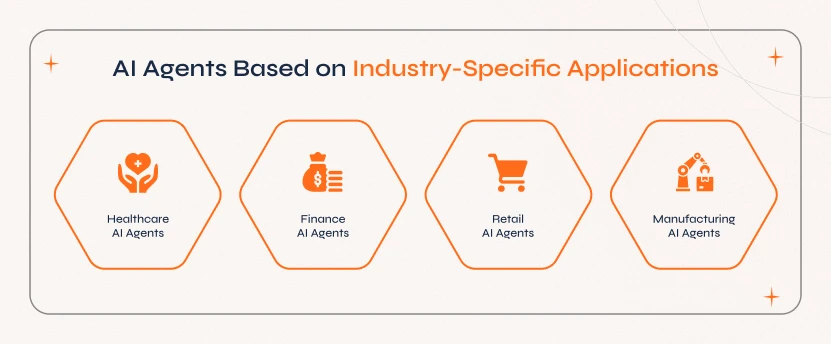 AI Agents Based on Industry-Specific Applications
Healthcare
AI Agents
Finance
AI Agents
Retail
AI Agents
Manufacturing
AI Agents